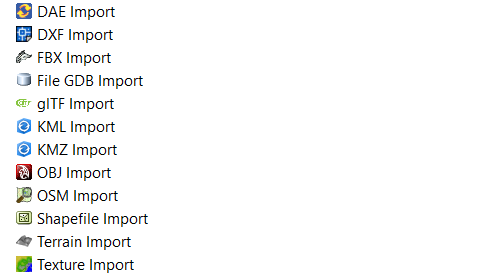 DAE Import
DXF Import
FBX Import
File GDB Import
glTF Import
KML Import
KMZ Import
OBJ Import
OSM Import
Shapefile Import
Terrain Import
Texture Import